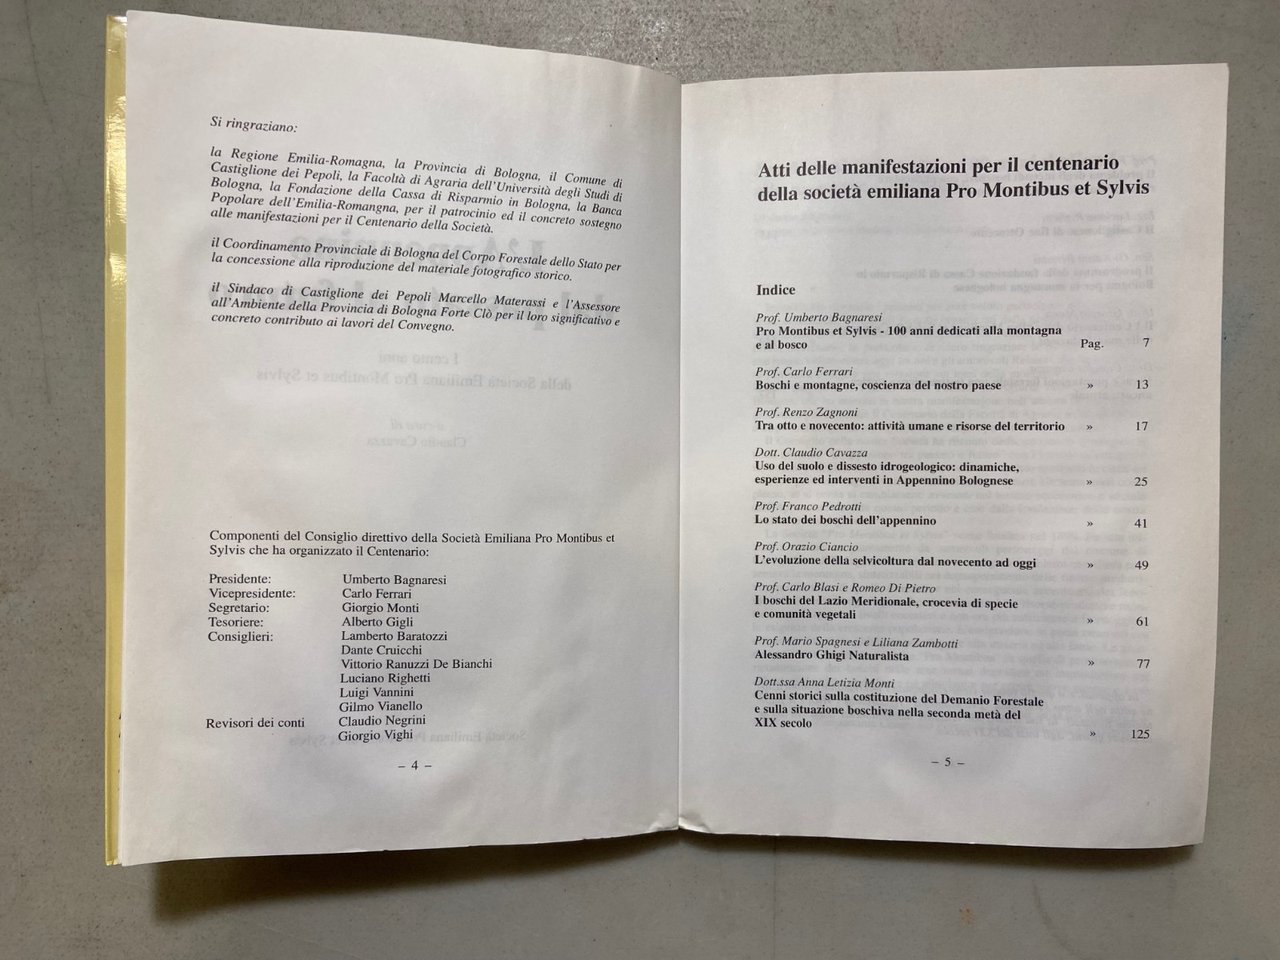 Si ringraziano:
la Regione Emilia-Romagna, la Provincia di Bologna, il Comune di
Castiglione dei Pepoli, la Facoltà di Agraria dell'Università degli Studi di
Bologna, la Fondazione della Cassa di Risparmio in Bologna, la Banca
Popolare dell'Emilia-Romangna, per il patrocinio ed il concreto sostegno
alle manifestazioni per il Centenario della Società.
il Coordinamento Provinciale di Bologna del Corpo Forestale dello Stato per
la concessione alla riproduzione del materiale fotografico storico.
il Sindaco di Castiglione dei Pepoli Marcello Materassi e l'Assessore
all'Ambiente della Provincia di Bologna Forte Clò per il loro significativo e
concreto contributo ai lavori del Convegno.
Componenti del Consiglio direttivo della Società Emiliana Pro Montibus et
Sylvis che ha organizzato il Centenario:
Presidente: Umberto Bagnaresi
Vicepresidente: Carlo Ferrari
Segretario: Giorgio Monti
Tesoriere: Alberto Gigli
Consiglieri: Lamberto Baratozzi
Dante Cruicchi
Vittorio Ranuzzi De Bianchi
Luciano Righetti
Luigi Vannini
Gilmo Vianello
Revisori dei conti Claudio Negrini
Giorgio Vighi
– 4 –
Atti delle manifestazioni per il centenario
della società emiliana Pro Montibus et Sylvis
Indice
Prof. Umberto Bagnaresi
Pro Montibus et Sylvis - 100 anni dedicati alla montagna
e al bosco Pag. 7
Prof. Carlo Ferrari
Boschi e montagne, coscienza del nostro paese » 13
Prof. Renzo Zagnoni
Tra otto e novecento: attività umane e risorse del territorio » 17
Dott. Claudio Cavazza
Uso del suolo e dissesto idrogeologico: dinamiche,
esperienze ed interventi in Appennino Bolognese » 25
Prof. Franco Pedrotti
Lo stato dei boschi dell'appennino » 41
Prof. Orazio Ciancio
L'evoluzione della selvicoltura dal novecento ad oggi » 49
Prof. Carlo Blasi e Romeo Di Pietro
I boschi del Lazio Meridionale, crocevia di specie
e comunità vegetali » 61
Prof. Mario Spagnesi e Liliana Zambotti
Alessandro Ghigi Naturalista » 77
Dott.ssa Anna Letizia Monti
Cenni storici sulla costituzione del Demanio Forestale
e sulla situazione boschiva nella seconda metà del
XIX secolo » 125
– 5 –